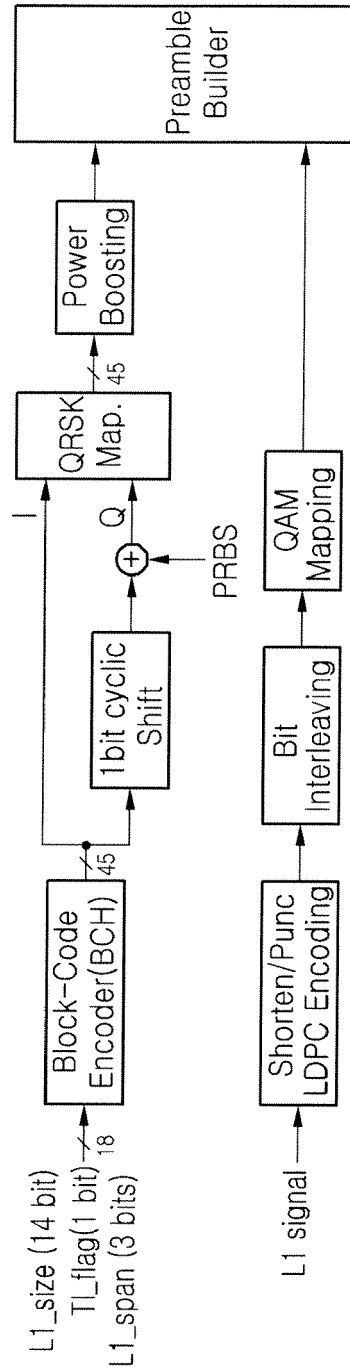 L1_size (14 bit)
TI_flag(1 bit)
L1_span (3 bits)
18
Block-Code
Encoder(BCH)
45
1bit cyclic
Shift
PRBS
I
Q
QRSK
Map.
45
Power
Boosting
Preamble
Builder
L1 signal
Shorten/Punc
LDPC Encoding
Bit
Interleaving
QAM
Mapping